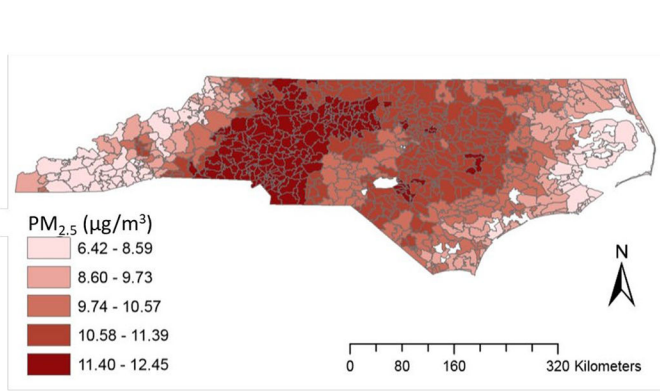 PM2.5 (µg/m3)
6.42 - 8.59
8.60 - 9.73
9.74 - 10.57
10.58 - 11.39
11.40 - 12.45
N
0 80 160 320 Kilometers